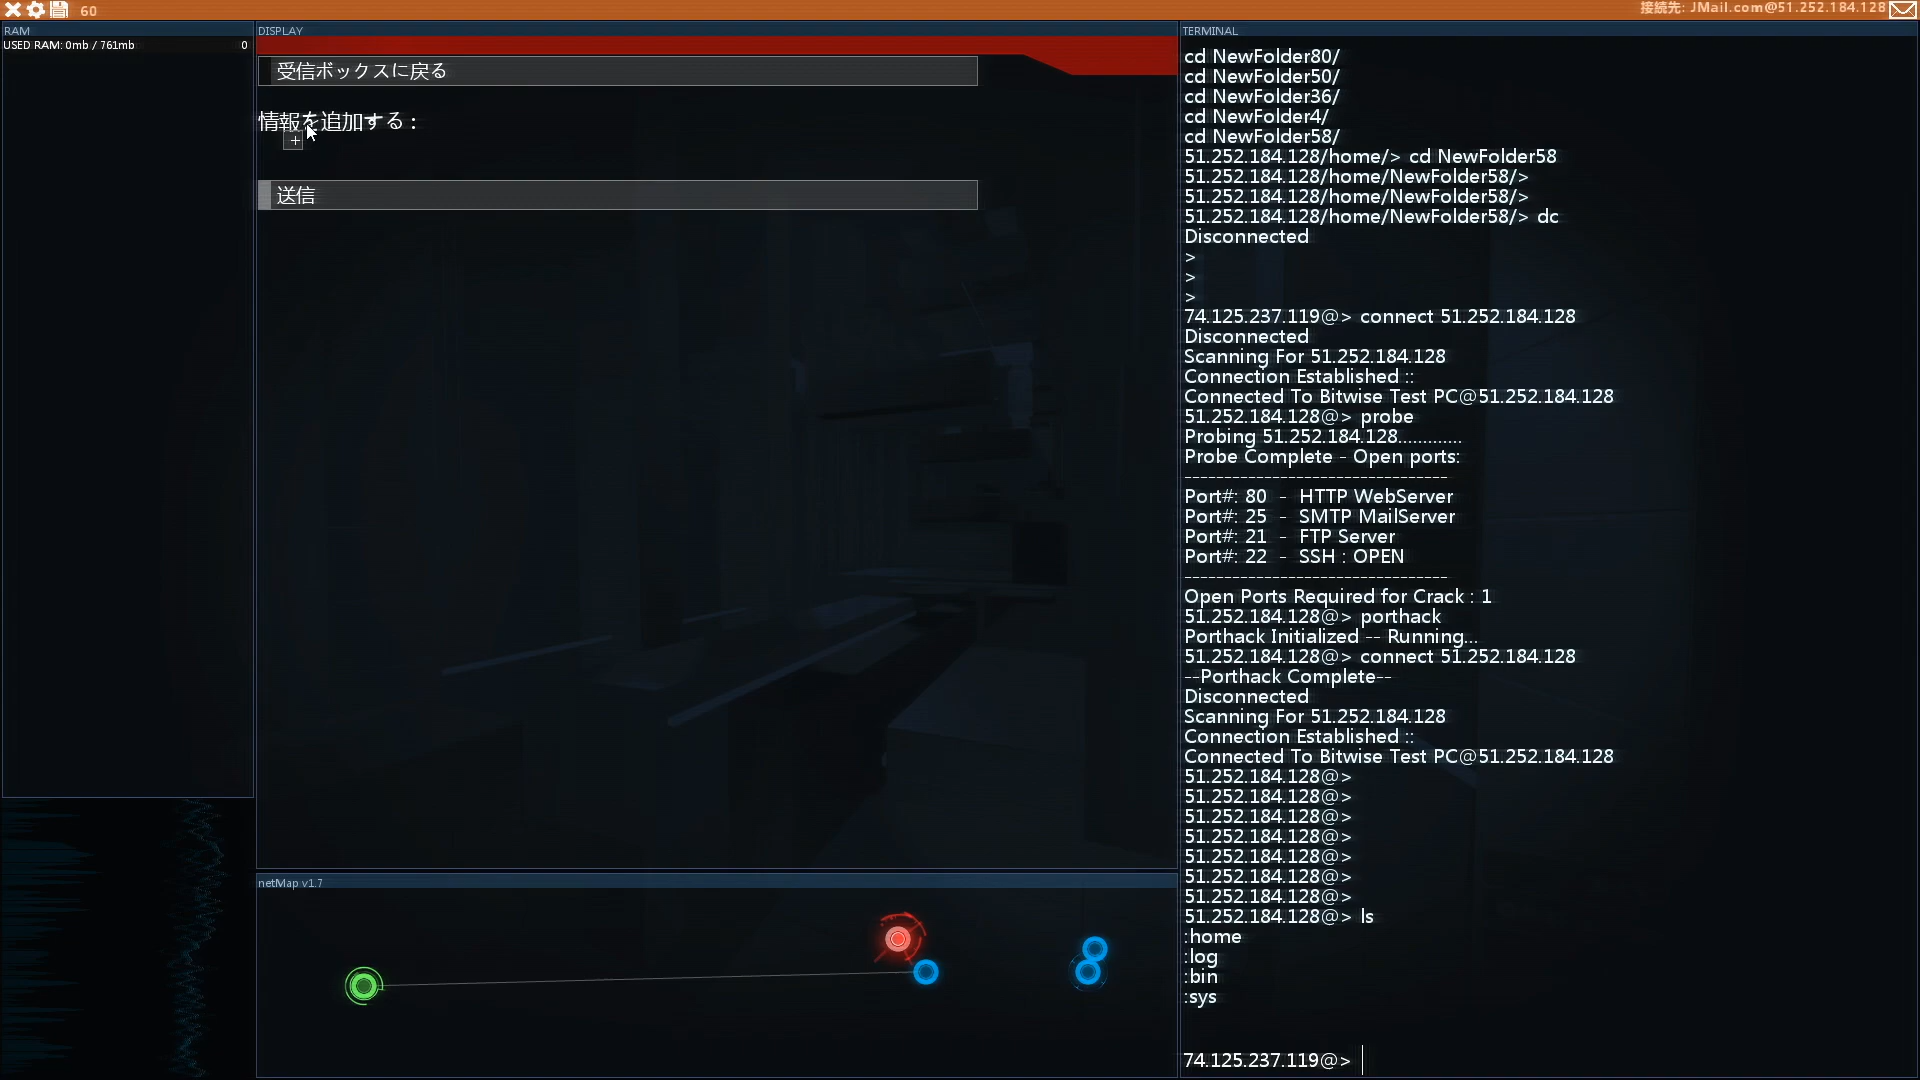 60
接続先: JMail.com@51.252.184.128
RAM
USED RAM: 0mb / 761mb 0
DISPLAY
受信ボックスに戻る
情報を追加する :
+
送信
netMap v1.7
TERMINAL
cd NewFolder80/
cd NewFolder50/
cd NewFolder36/
cd NewFolder4/
cd NewFolder58/
51.252.184.128/home/> cd NewFolder58
51.252.184.128/home/NewFolder58/>
51.252.184.128/home/NewFolder58/>
51.252.184.128/home/NewFolder58/> dc
Disconnected
>
>
>
74.125.237.119@> connect 51.252.184.128
Disconnected
Scanning For 51.252.184.128
Connection Established ::
Connected To Bitwise Test PC@51.252.184.128
51.252.184.128@> probe
Probing 51.252.184.128.............
Probe Complete - Open ports:
---------------------------------
Port#: 80 - HTTP WebServer
Port#: 25 - SMTP MailServer
Port#: 21 - FTP Server
Port#: 22 - SSH : OPEN
---------------------------------
Open Ports Required for Crack : 1
51.252.184.128@> porthack
Porthack Initialized -- Running...
51.252.184.128@> connect 51.252.184.128
--Porthack Complete--
Disconnected
Scanning For 51.252.184.128
Connection Established ::
Connected To Bitwise Test PC@51.252.184.128
51.252.184.128@>
51.252.184.128@>
51.252.184.128@>
51.252.184.128@>
51.252.184.128@>
51.252.184.128@>
51.252.184.128@>
51.252.184.128@> ls
:home
:log
:bin
:sys
74.125.237.119@>